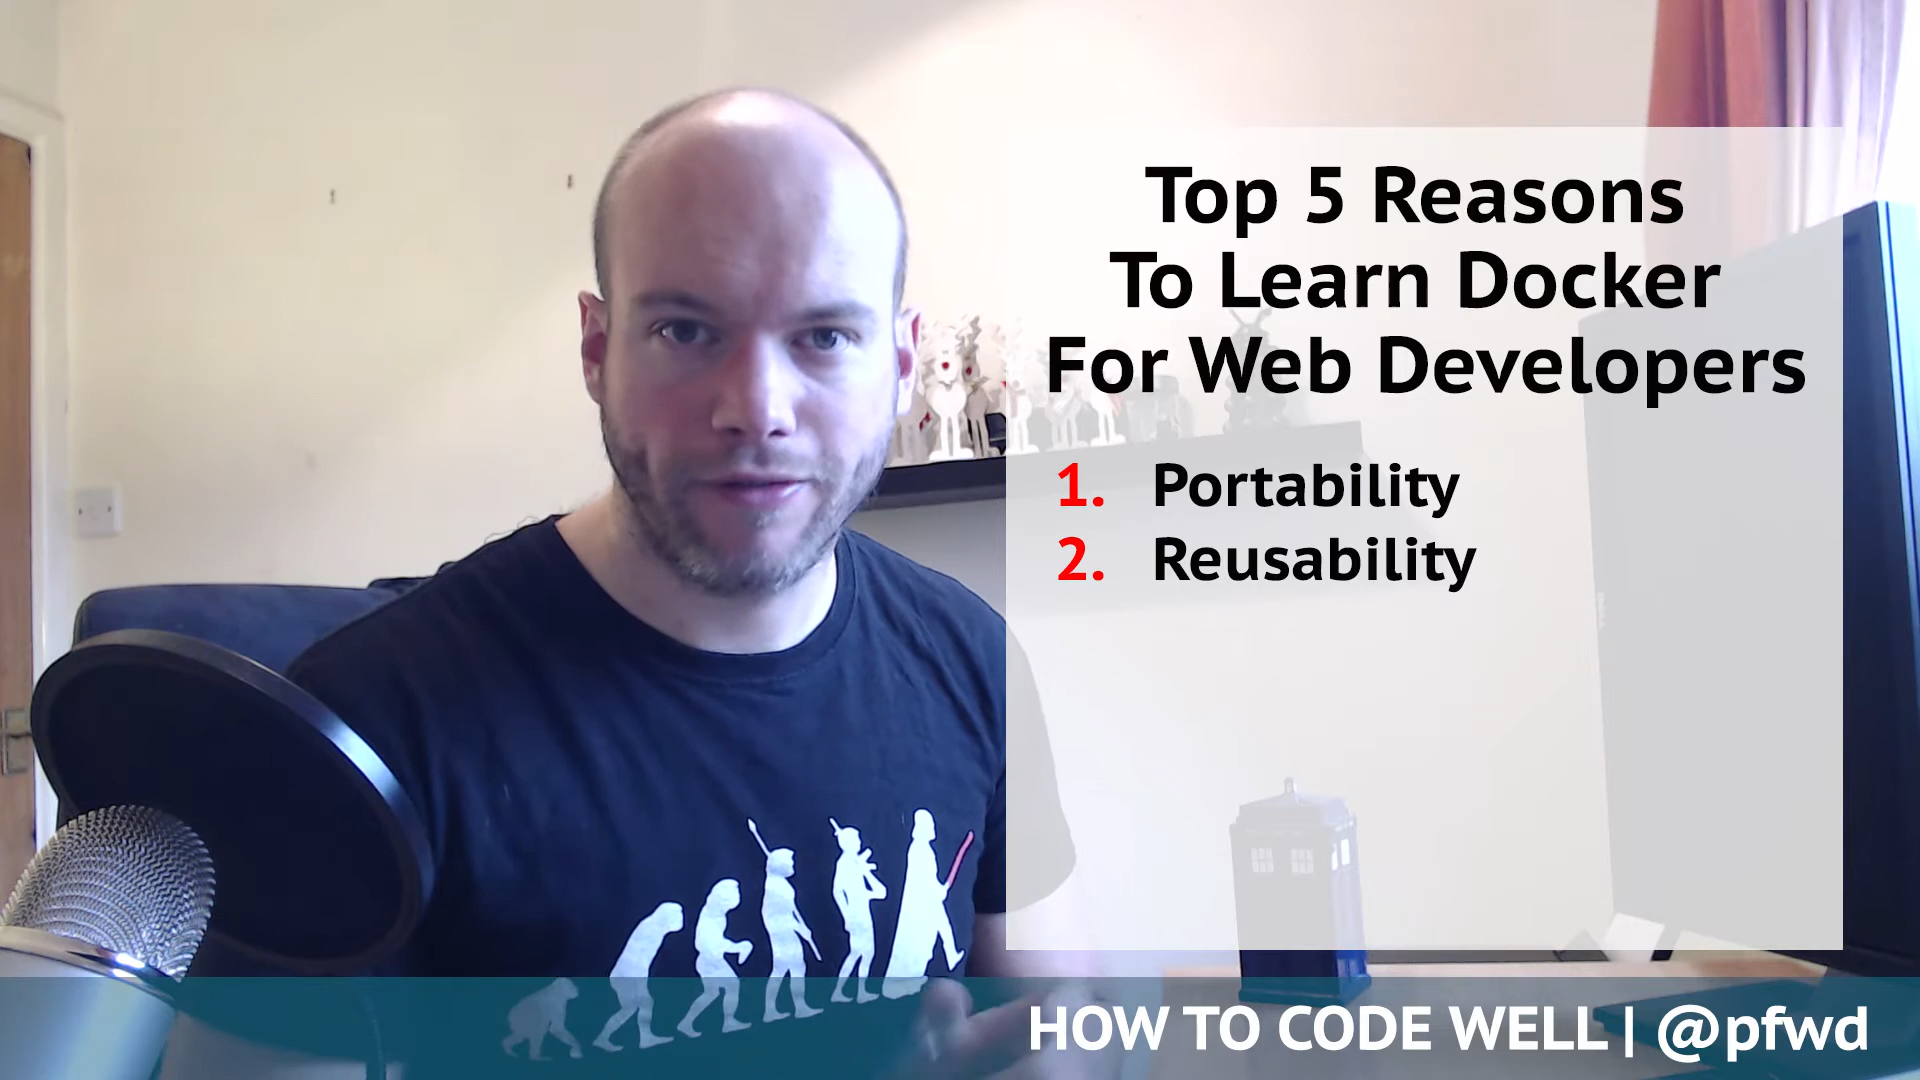 Top 5 Reasons
To Learn Docker
For Web Developers
1. Portability
2. Reusability
HOW TO CODE WELL | @pfwd